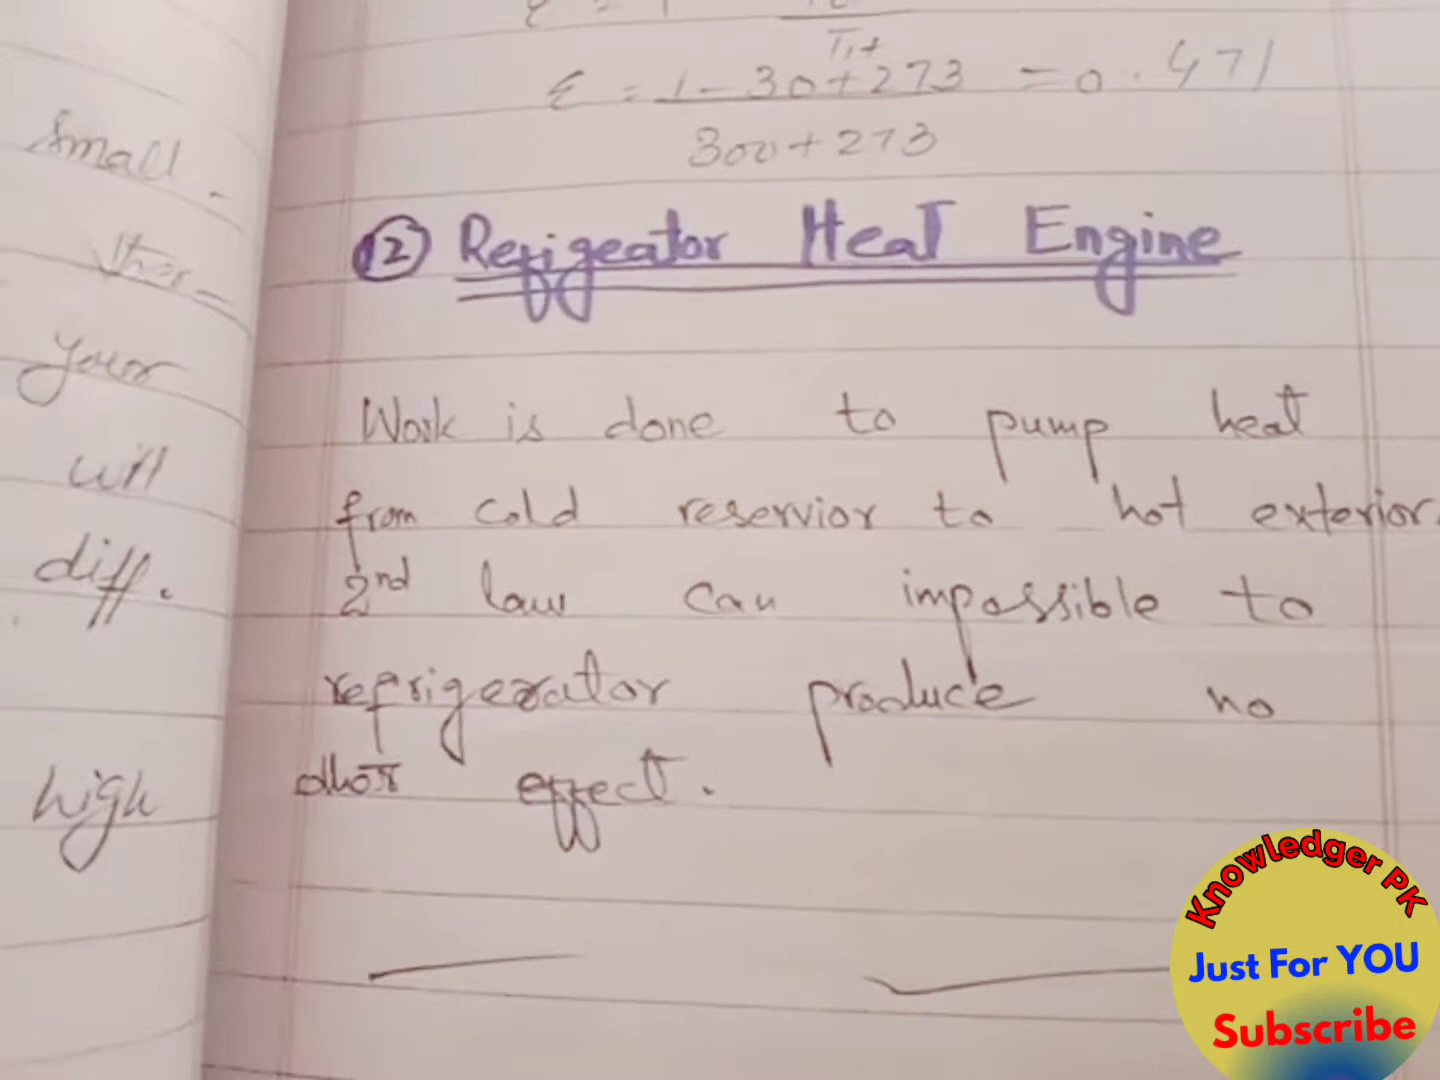 Small.
your
will
diff.
high
TH
ε = 1 - 30+273 = 0.471
300+273
(2) Refigeator Heat Engine
Work is done to pump heat
from cold reservior to hot exterior.
2nd law can impossible to
refrigerator produce no
other effect.
Knowledger PK
Just For YOU
Subscribe